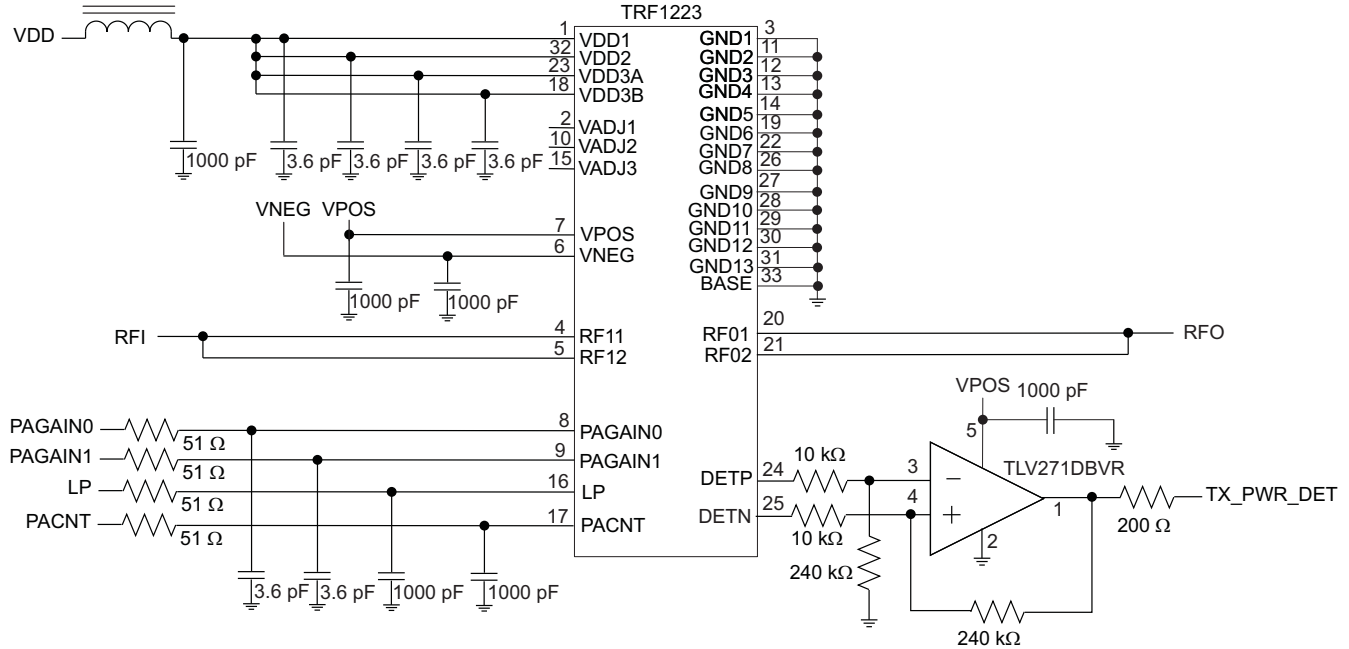 TRF1223
VDD
1 VDD1
32 VDD2
23 VDD3A
18 VDD3B
2 VADJ1
10 VADJ2
15 VADJ3
1000 pF 3.6 pF 3.6 pF 3.6 pF 3.6 pF
VNEG VPOS
7 VPOS
6 VNEG
1000 pF 1000 pF
RFI
4 RF11
5 RF12
PAGAIN0 51 Ω 8 PAGAIN0
PAGAIN1 51 Ω 9 PAGAIN1
LP 51 Ω 16 LP
PACNT 51 Ω 17 PACNT
3.6 pF 3.6 pF 1000 pF 1000 pF
GND1 3
GND2 11
GND3 12
GND4 13
GND5 14
GND6 19
GND7 22
GND8 26
GND9 27
GND10 28
GND11 29
GND12 30
GND13 31
BASE 33
RF01 20
RF02 21
RFO
VPOS 1000 pF
5
TLV271DBVR
DETP 24 10 kΩ 3 −
DETN 25 10 kΩ 4 +
1
2
200 Ω
TX_PWR_DET
240 kΩ
240 kΩ